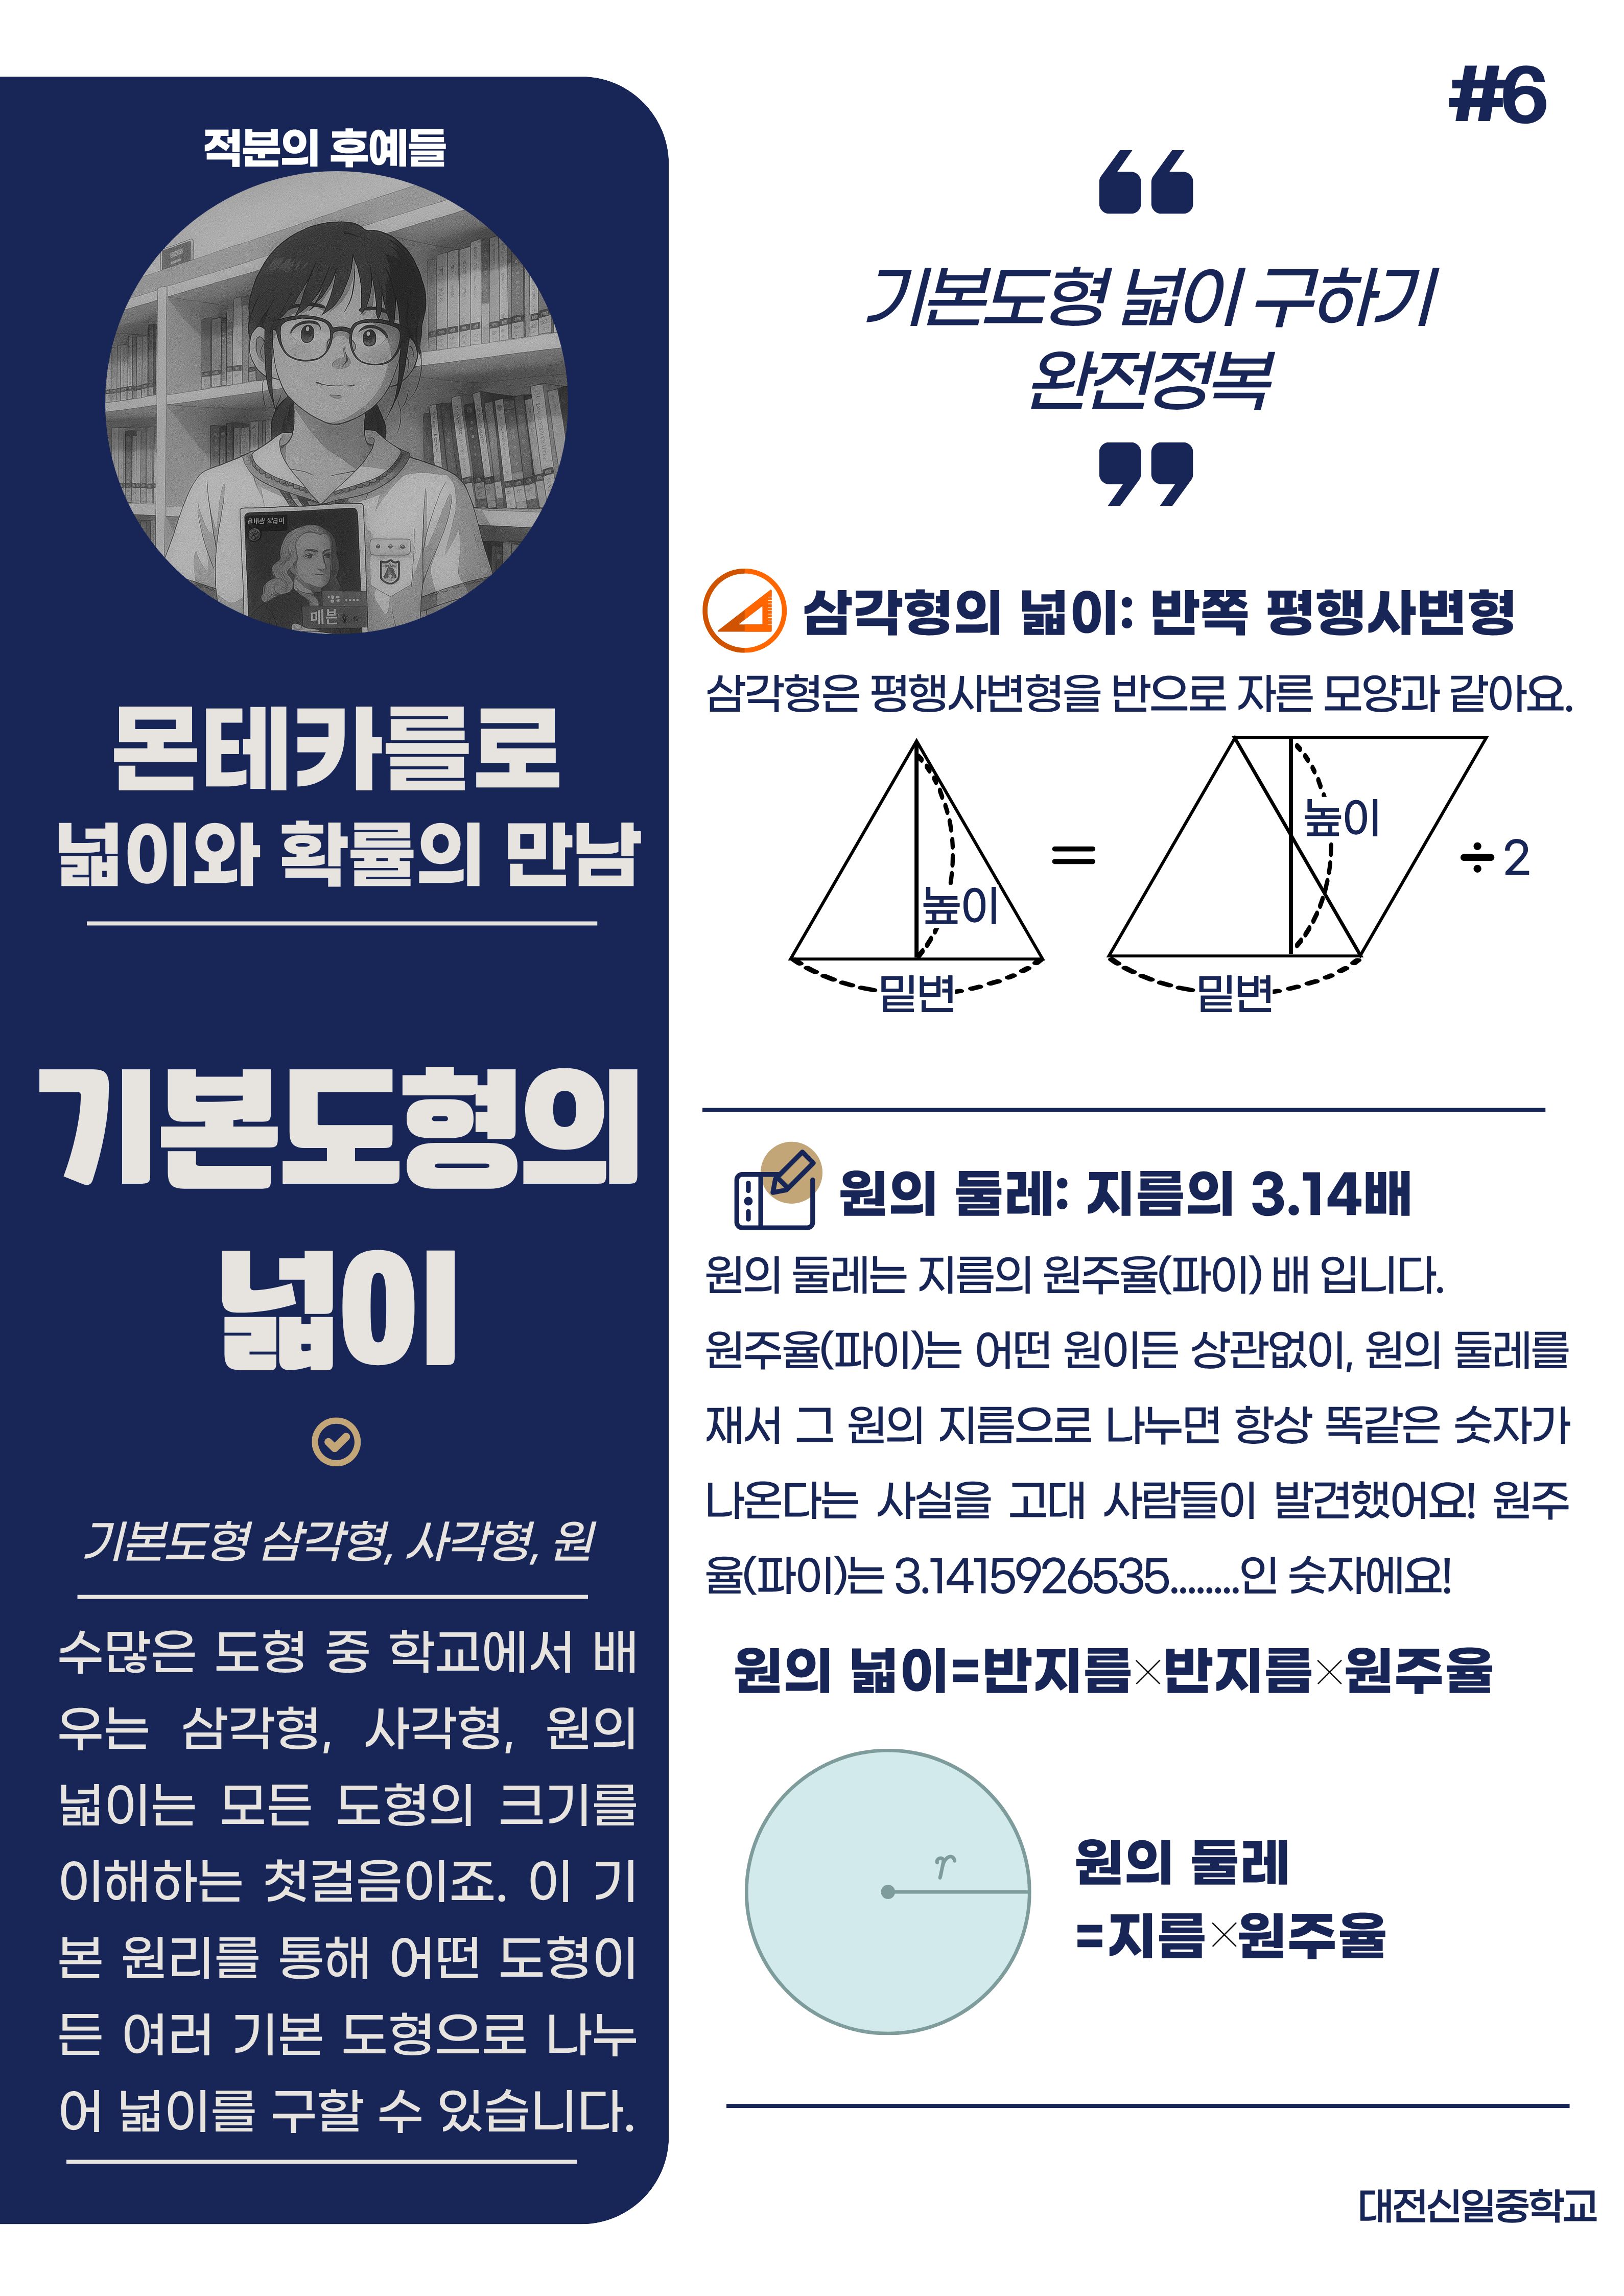 #6
적분의 후예들
메븐
몬테카를로
넓이와 확률의 만남
기본도형의
넓이
기본도형 삼각형, 사각형, 원
수많은 도형 중 학교에서 배
우는 삼각형, 사각형, 원의
넓이는 모든 도형의 크기를
이해하는 첫걸음이죠. 이 기
본 원리를 통해 어떤 도형이
든 여러 기본 도형으로 나누
어 넓이를 구할 수 있습니다.
“
기본도형 넓이 구하기
완전정복
”
삼각형의 넓이: 반쪽 평행사변형
삼각형은 평행사변형을 반으로 자른 모양과 같아요.
높이
밑변
=
높이
밑변
÷2
원의 둘레: 지름의 3.14배
원의 둘레는 지름의 원주율(파이) 배 입니다.
원주율(파이)는 어떤 원이든 상관없이, 원의 둘레를
재서 그 원의 지름으로 나누면 항상 똑같은 숫자가
나온다는 사실을 고대 사람들이 발견했어요! 원주
율(파이)는 3.1415926535........인 숫자에요!
원의 넓이=반지름×반지름×원주율
r
원의 둘레
=지름×원주율
대전신일중학교